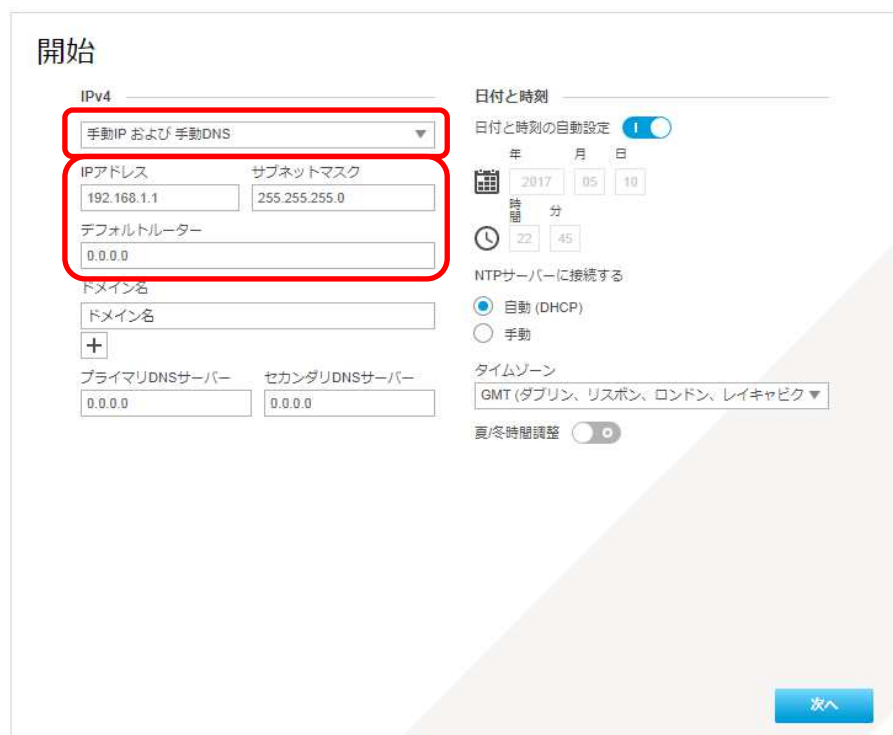 開始
IPv4
手動IP および 手動DNS
IPアドレス サブネットマスク
192.168.1.1 255.255.255.0
デフォルトルーター
0.0.0.0
ドメイン名
ドメイン名
+
プライマリDNSサーバー セカンダリDNSサーバー
0.0.0.0 0.0.0.0
日付と時刻
日付と時刻の自動設定
年 月 日
2017 05 10
時間 分
22 45
NTPサーバーに接続する
自動 (DHCP)
手動
タイムゾーン
GMT (ダブリン、リスボン、ロンドン、レイキャビク
夏/冬時間調整
次へ